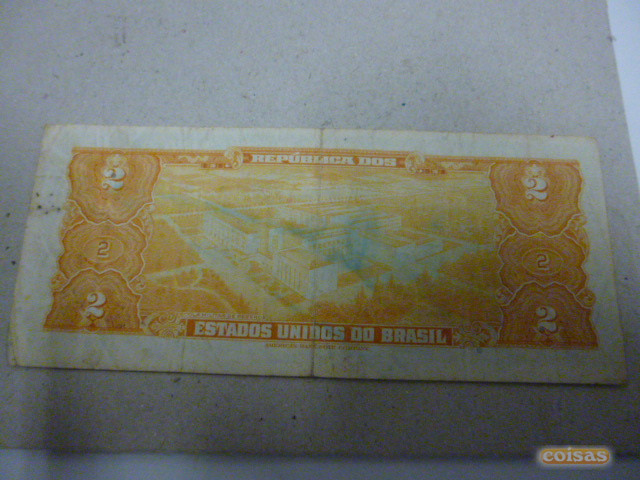 REPÚBLICA DOS
2 2
2 2
2 2
ESTADOS UNIDOS DO BRASIL
coisas